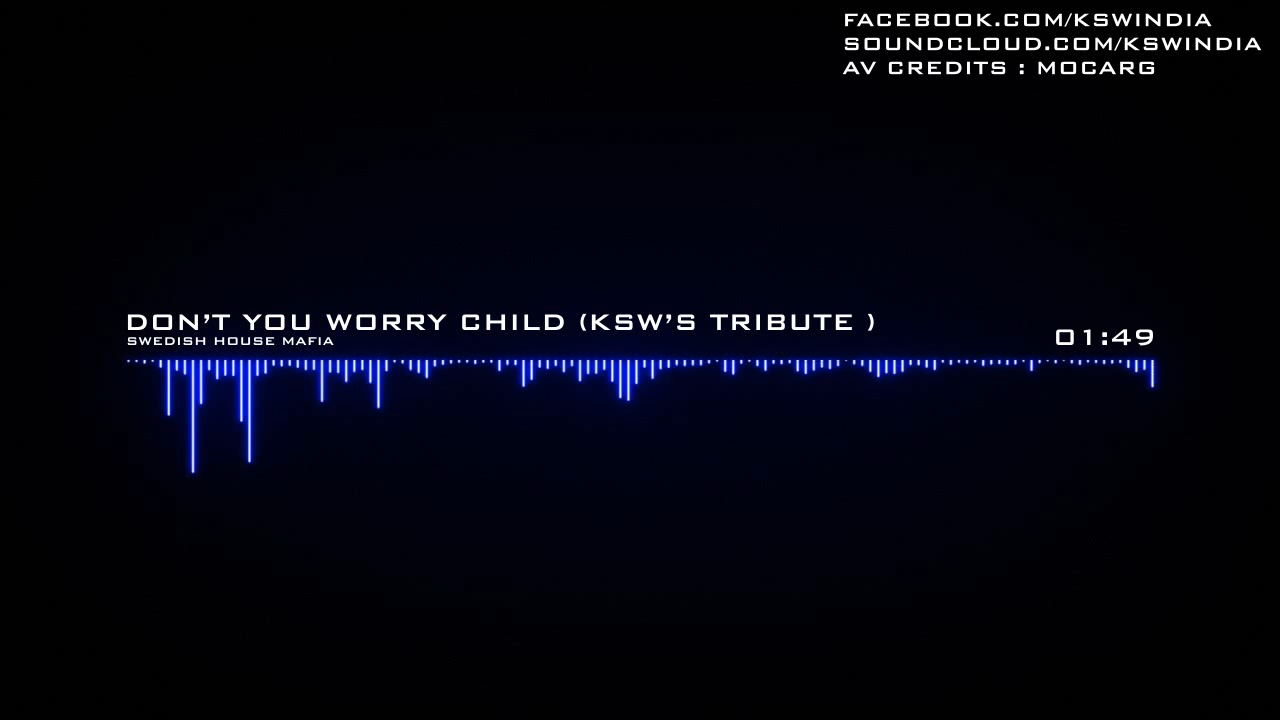 FACEBOOK.COM/KSWINDIA
SOUNDCLOUD.COM/KSWINDIA
AV CREDITS : MOCARG
DON'T YOU WORRY CHILD (KSW'S TRIBUTE )
SWEDISH HOUSE MAFIA
01:49